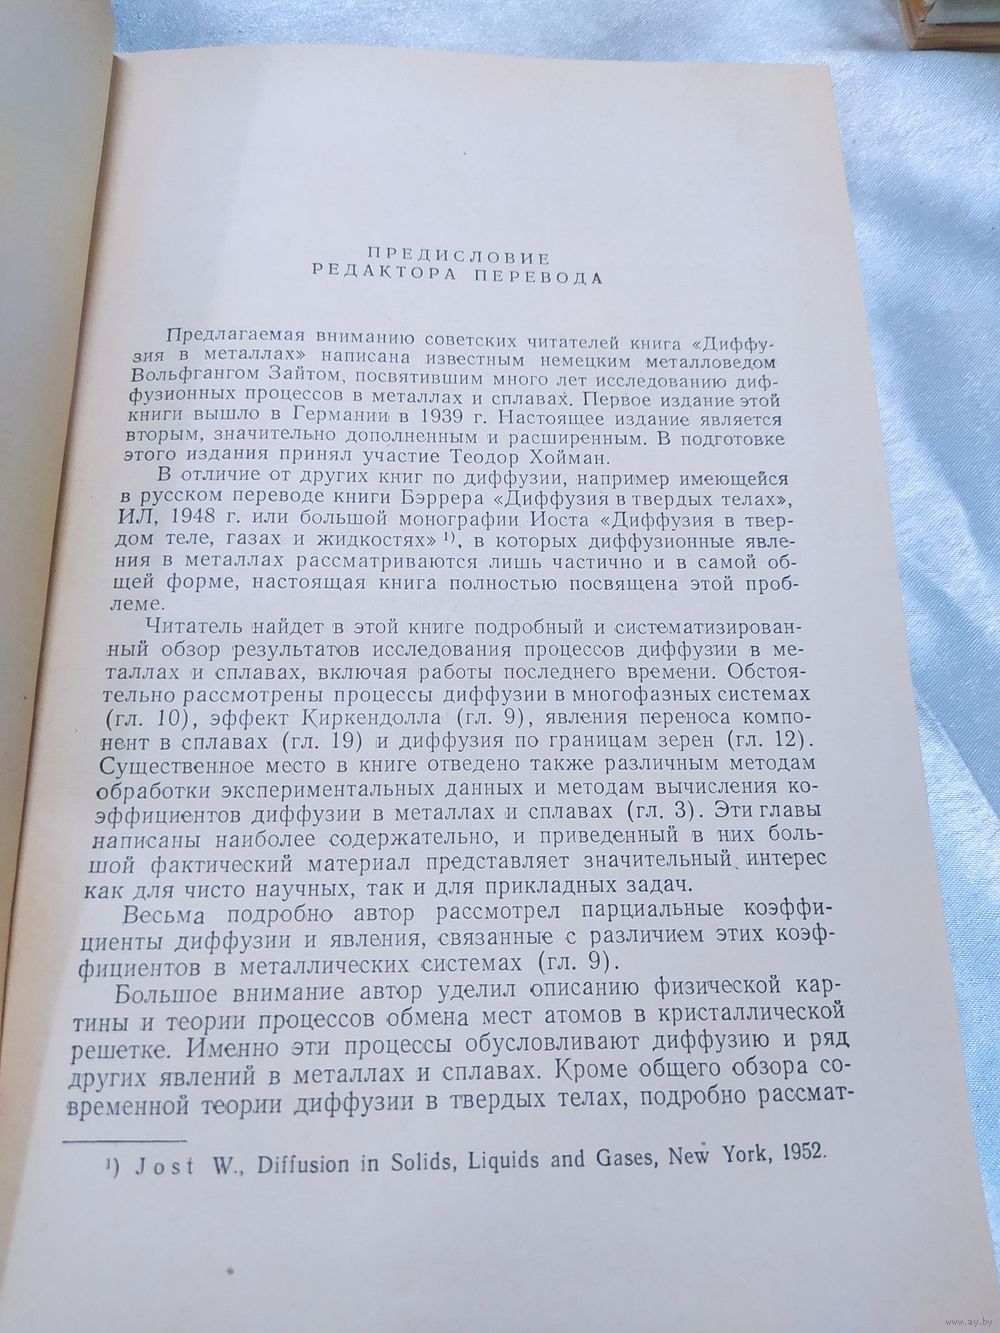 ПРЕДИСЛОВИЕ
РЕДАКТОРА ПЕРЕВОДА
Предлагаемая вниманию советских читателей книга «Диффу-
зия в металлах» написана известным немецким металловедом
Вольфгангом Зайтом, посвятившим много лет исследованию диф-
фузионных процессов в металлах и сплавах. Первое издание этой
книги вышло в Германии в 1939 г. Настоящее издание является
вторым, значительно дополненным и расширенным. В подготовке
этого издания принял участие Теодор Хойман.
В отличие от других книг по диффузии, например имеющейся
в русском переводе книги Бэррера «Диффузия в твердых телах»,
ИЛ, 1948 г. или большой монографии Иоста «Диффузия в твер-
дом теле, газах и жидкостях» ¹), в которых диффузионные явле-
ния в металлах рассматриваются лишь частично и в самой об-
щей форме, настоящая книга полностью посвящена этой проб-
леме.
Читатель найдет в этой книге подробный и систематизирован-
ный обзор результатов исследования процессов диффузии в ме-
таллах и сплавах, включая работы последнего времени. Обстоя-
тельно рассмотрены процессы диффузии в многофазных системах
(гл. 10), эффект Киркендолла (гл. 9), явления переноса компо-
нент в сплавах (гл. 19) и диффузия по границам зерен (гл. 12).
Существенное место в книге отведено также различным методам
обработки экспериментальных данных и методам вычисления ко-
эффициентов диффузии в металлах и сплавах (гл. 3). Эти главы
написаны наиболее содержательно, и приведенный в них боль-
шой фактический материал представляет значительный интерес
как для чисто научных, так и для прикладных задач.
Весьма подробно автор рассмотрел парциальные коэффи-
циенты диффузии и явления, связанные с различием этих коэф-
фициентов в металлических системах (гл. 9).
Большое внимание автор уделил описанию физической кар-
тины и теории процессов обмена мест атомов в кристаллической
решетке. Именно эти процессы обусловливают диффузию и ряд
других явлений в металлах и сплавах. Кроме общего обзора со-
временной теории диффузии в твердых телах, подробно рассмат-
¹) Jost W., Diffusion in Solids, Liquids and Gases, New York, 1952.
www.ay.by